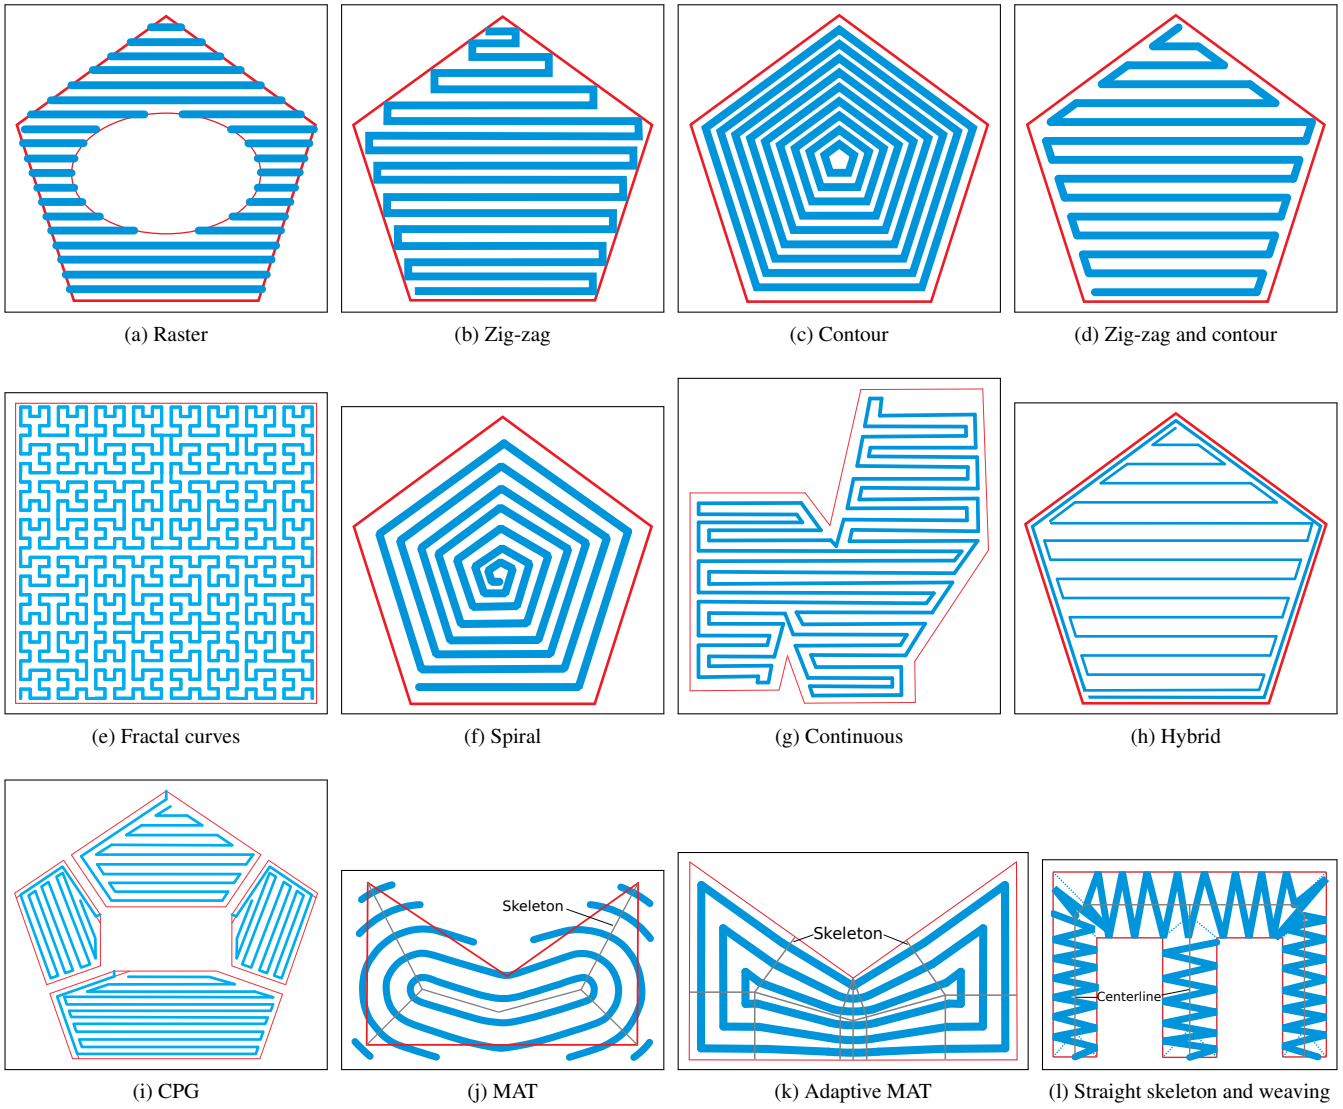 (a) Raster
(b) Zig-zag
(c) Contour
(d) Zig-zag and contour
(e) Fractal curves
(f) Spiral
(g) Continuous
(h) Hybrid
Skeleton
Skeleton
Centerline
(i) CPG
(j) MAT
(k) Adaptive MAT
(l) Straight skeleton and weaving